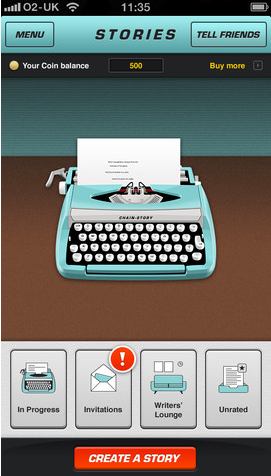 O2-UK 11:35
MENU STORIES TELL FRIENDS
Your Coin balance 500 Buy more
CHAIN-STORY
!
In Progress Invitations Writers' Lounge Unrated
CREATE A STORY